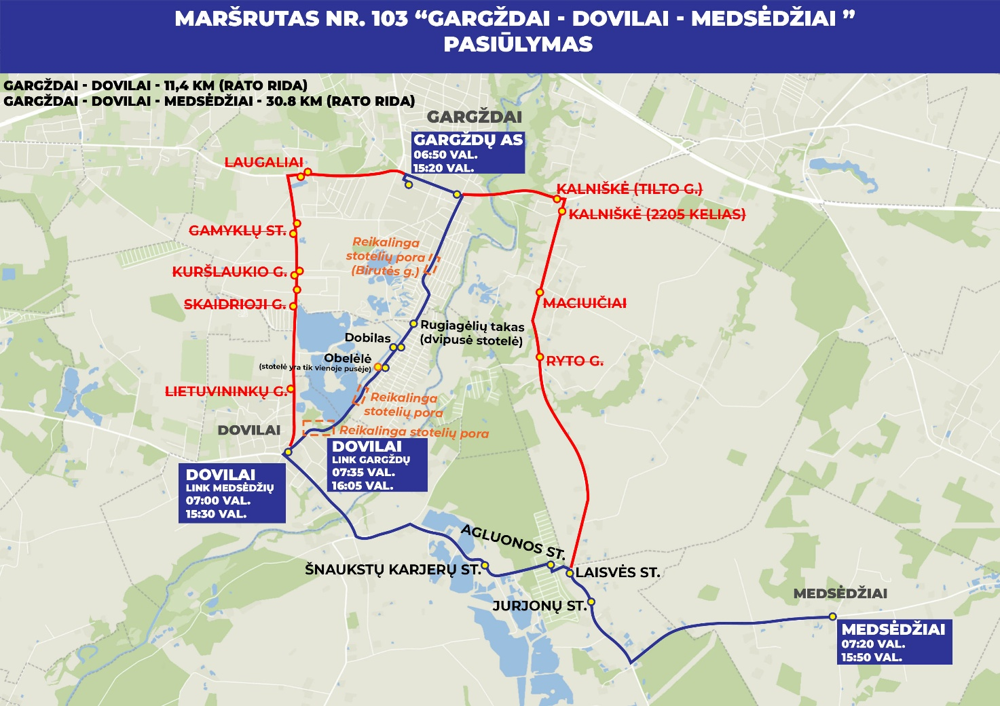 MARŠRUTAS NR. 103 “GARGŽDAI - DOVILAI - MEDSĖDŽIAI ”
PASIŪLYMAS
GARGŽDAI - DOVILAI - 11,4 KM (RATO RIDA)
GARGŽDAI - DOVILAI - MEDSĖDŽIAI - 30.8 KM (RATO RIDA)
GARGŽDAI
GARGŽDŲ AS
06:50 VAL.
15:20 VAL.
LAUGALIAI
KALNIŠKĖ (TILTO G.)
KALNIŠKĖ (2205 KELIAS)
GAMYKLŲ ST.
Reikalinga
stotelių pora
(Birutės g.)
KURŠLAUKIO G.
SKAIDRIOJI G.
MACIUIČIAI
Rugiagėlių takas
(dvipusė stotelė)
Dobilas
Obelėlė
(stotelė yra tik vienoje pusėje)
RYTO G.
LIETUVININKŲ G.
Reikalinga
stotelių pora
DOVILAI
Reikalinga stotelių pora
DOVILAI
LINK GARGŽDŲ
07:35 VAL.
16:05 VAL.
DOVILAI
LINK MEDSĖDŽIŲ
07:00 VAL.
15:30 VAL.
AGLUONOS ST.
ŠNAUKSTŲ KARJERŲ ST.
LAISVĖS ST.
JURJONŲ ST.
MEDSĖDŽIAI
MEDSĖDŽIAI
07:20 VAL.
15:50 VAL.